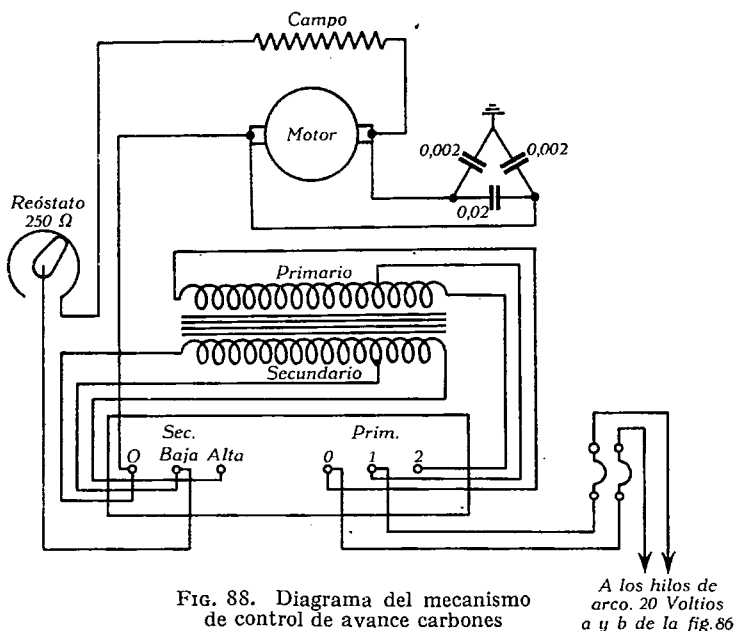 Campo
Motor
0,002
0,002
0,02
Reóstato
250 Ω
Primario
Secundario
Sec.
Prim.
O
Baja
Alta
0
1
2
A los hilos de
arco. 20 Voltios
a y b de la fig.86
FIG. 88. Diagrama del mecanismo
de control de avance carbones